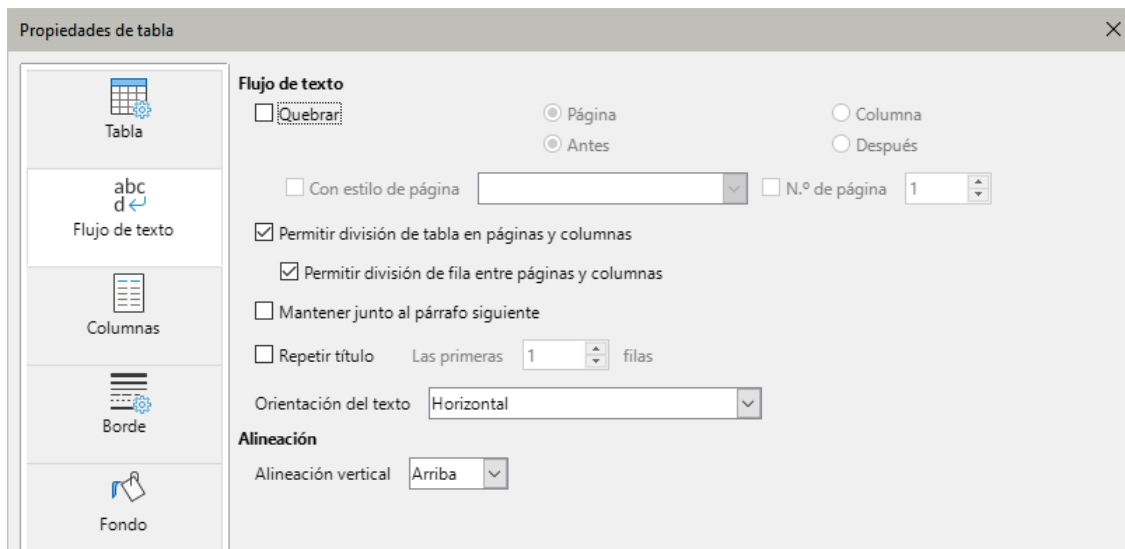 Propiedades de tabla
Tabla
abc
d
Flujo de texto
Columnas
Borde
Fondo
Flujo de texto
Quebrar Página Columna
Antes Después
Con estilo de página N.º de página 1
Permitir división de tabla en páginas y columnas
Permitir división de fila entre páginas y columnas
Mantener junto al párrafo siguiente
Repetir título Las primeras 1 filas
Orientación del texto Horizontal
Alineación
Alineación vertical Arriba